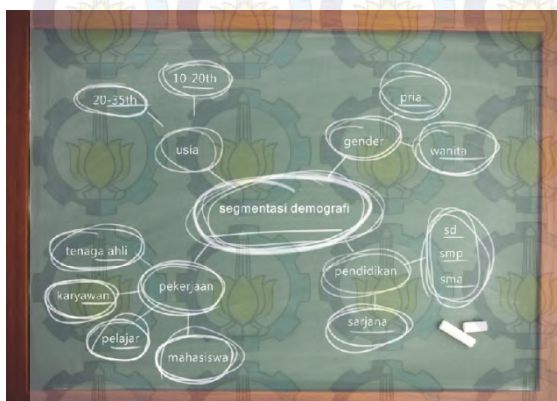 10-20th
20-35th
usia
pria
gender
wanita
segmentasi demografi
tenaga ahli
karyawan
pekerjaan
pelajar
mahasiswa
pendidikan
sd
smp
sma
sarjana